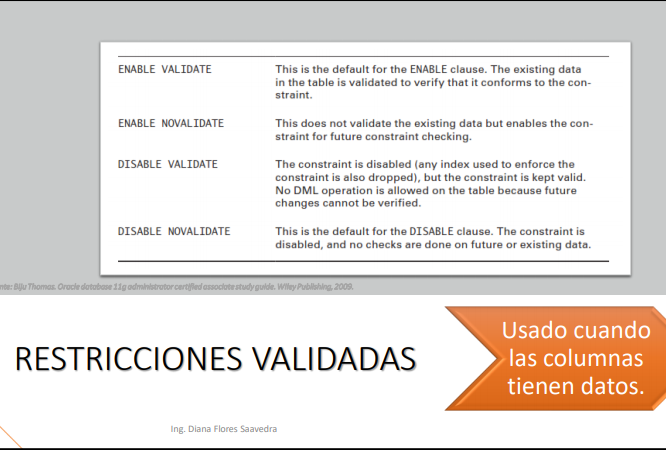 ENABLE VALIDATE
This is the default for the ENABLE clause. The existing data
in the table is validated to verify that it conforms to the con-
straint.
ENABLE NOVALIDATE
This does not validate the existing data but enables the con-
straint for future constraint checking.
DISABLE VALIDATE
The constraint is disabled (any index used to enforce the
constraint is also dropped), but the constraint is kept valid.
No DML operation is allowed on the table because future
changes cannot be verified.
DISABLE NOVALIDATE
This is the default for the DISABLE clause. The constraint is
disabled, and no checks are done on future or existing data.
nte: Biju Thomas. Oracle database 11g administrator certified associate study guide. Wiley Publishing, 2009.
RESTRICCIONES VALIDADAS
Usado cuando
las columnas
tienen datos.
Ing. Diana Flores Saavedra